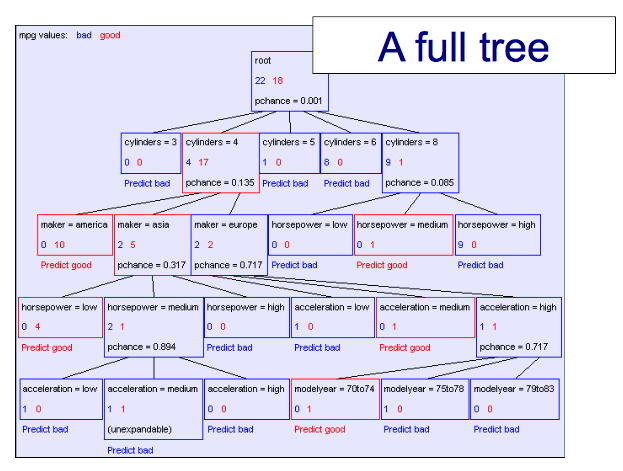 A full tree
mpg values: bad good
root
22 18
pchance = 0.001
cylinders = 3
0 0
Predict bad
cylinders = 4
4 17
pchance = 0.135
cylinders = 5
1 0
Predict bad
cylinders = 6
8 0
Predict bad
cylinders = 8
9 1
pchance = 0.085
maker = america
0 10
Predict good
maker = asia
2 5
pchance = 0.317
maker = europe
2 2
pchance = 0.717
horsepower = low
0 0
Predict bad
horsepower = medium
0 1
Predict good
horsepower = high
9 0
Predict bad
horsepower = low
0 4
Predict good
horsepower = medium
2 1
pchance = 0.894
horsepower = high
0 0
Predict bad
acceleration = low
1 0
Predict bad
acceleration = medium
0 1
Predict good
acceleration = high
1 1
pchance = 0.717
acceleration = low
1 0
Predict bad
acceleration = medium
1 1
(unexpandable)
Predict bad
acceleration = high
0 0
Predict bad
modelyear = 70to74
0 1
Predict good
modelyear = 75to78
1 0
Predict bad
modelyear = 79to83
0 0
Predict bad